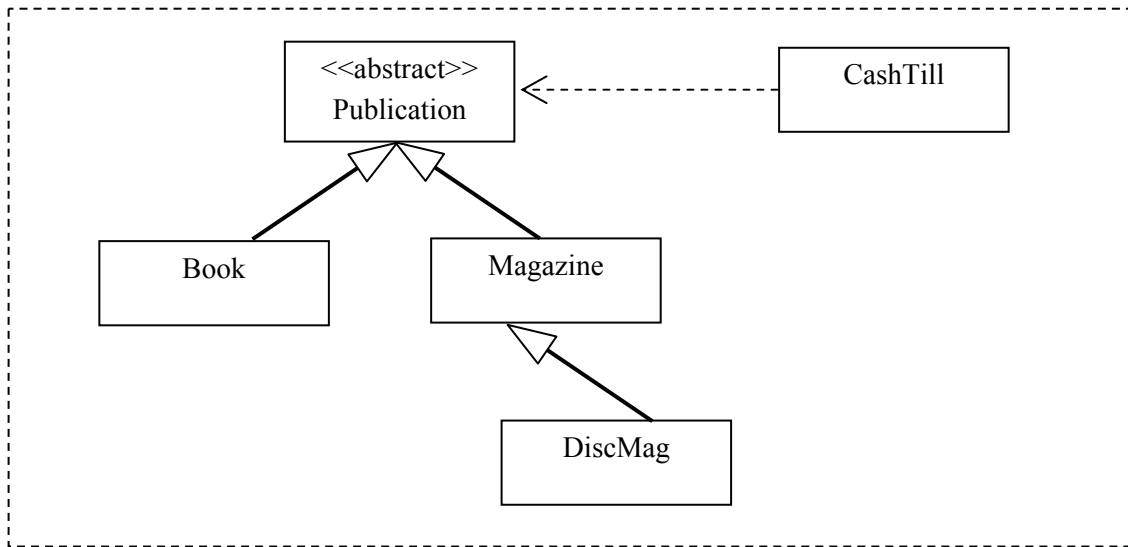 <<abstract>>
Publication
CashTill
Book
Magazine
DiscMag